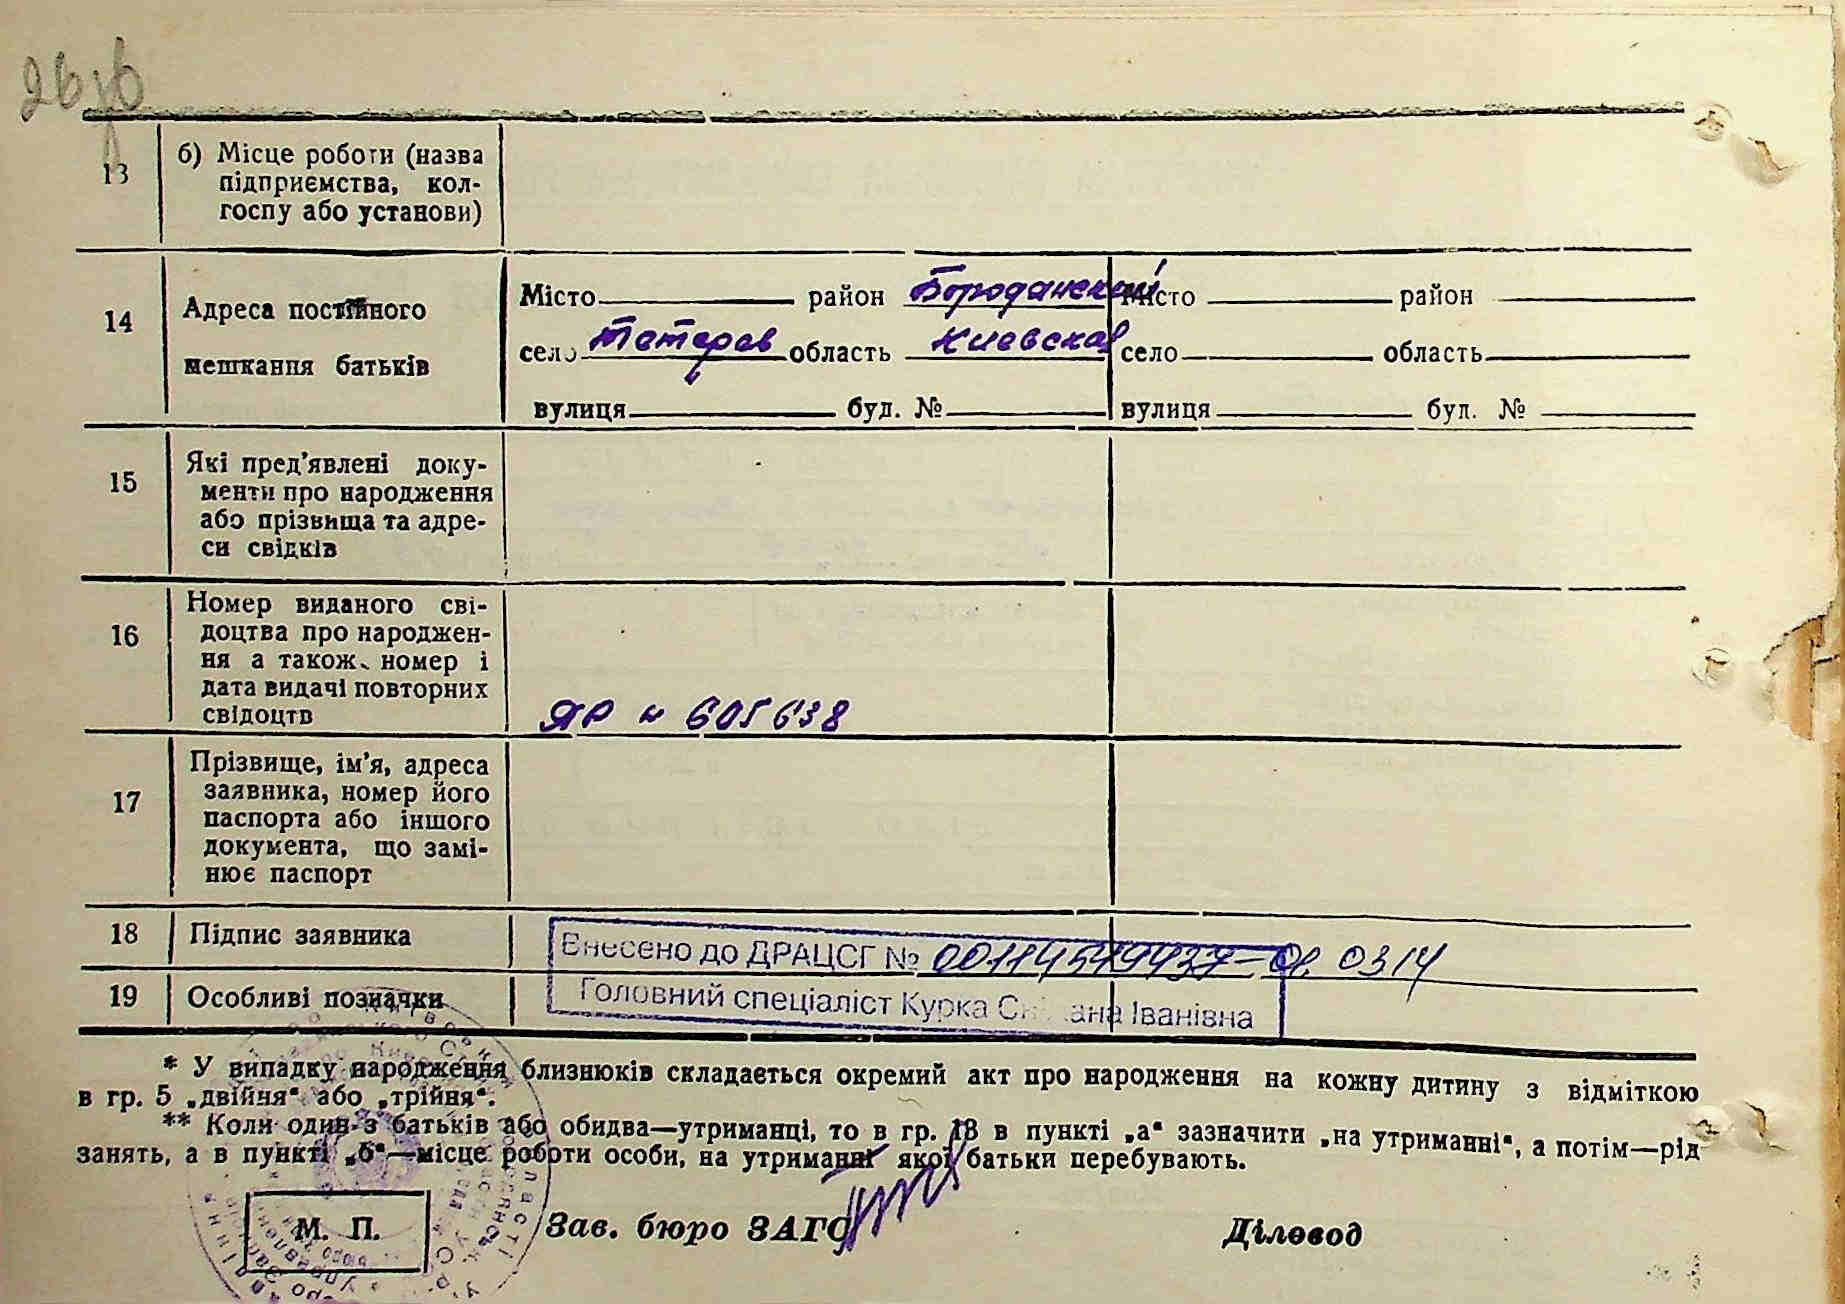 26зв
13
б) Місце роботи (назва
підприємства, кол-
госпу або установи)
14
Адреса постійного
мешкання батьків
Місто район Бородянский
село Тетерев область Киевская
вулиця буд. №
Місто район
село область
вулиця буд. №
15
Які пред’явлені доку-
менти про народження
або прізвища та адре-
си свідків
16
Номер виданого сві-
доцтва про народжен-
ня а також номер і
дата видачі повторних
свідоцтв
ЯР н 605638
17
Прізвище, ім’я, адреса
заявника, номер його
паспорта або іншого
документа, що замі-
нює паспорт
18
Підпис заявника
Внесено до ДРАЦСГ № 00114519937-01.0314
19
Особливі позначки
Головний спеціаліст Курка Іванівна
* У випадку народження близнюків складається окремий акт про народження на кожну дитину з відміткою
в гр. 5 „двійня“ або „трійня“.
** Коли один з батьків або обидва—утриманці, то в гр. 13 в пункті „а“ зазначити „на утриманні“, а потім—рід
занять, а в пункті „б“—місце роботи особи, на утриманні якої батьки перебувають.
М. П.
Зав. бюро ЗАГС
Діловод